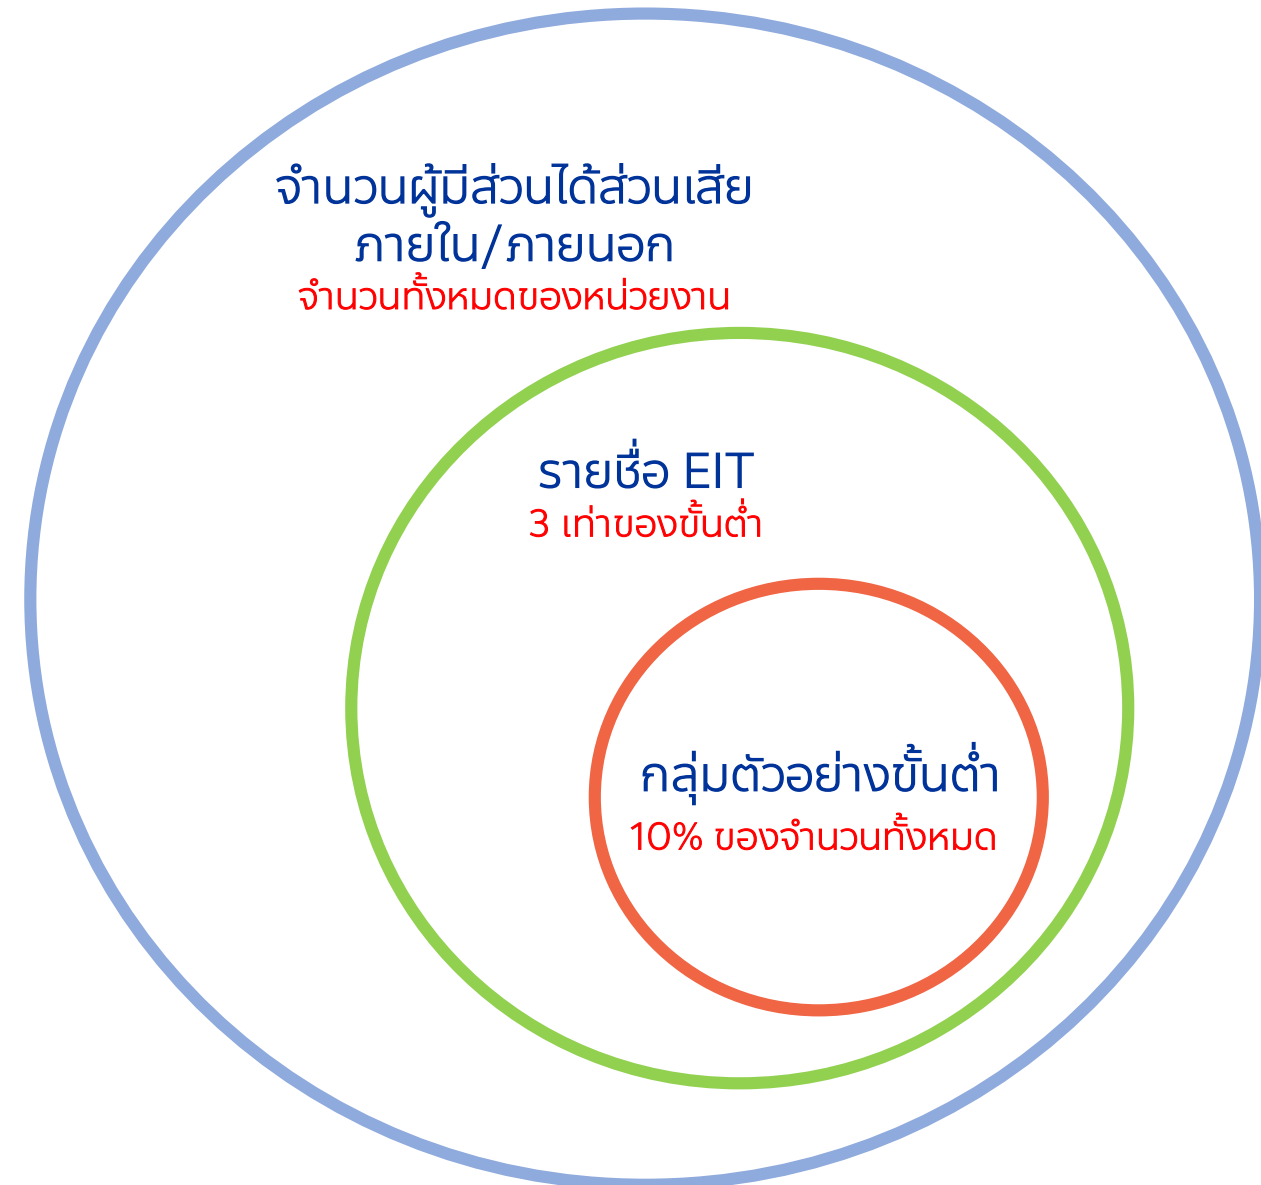 จำนวนผู้มีส่วนได้ส่วนเสีย
ภายใน/ภายนอก
จำนวนทั้งหมดของหน่วยงาน
รายชื่อ EIT
3 เท่าของขั้นต่ำ
กลุ่มตัวอย่างขั้นต่ำ
10% ของจำนวนทั้งหมด